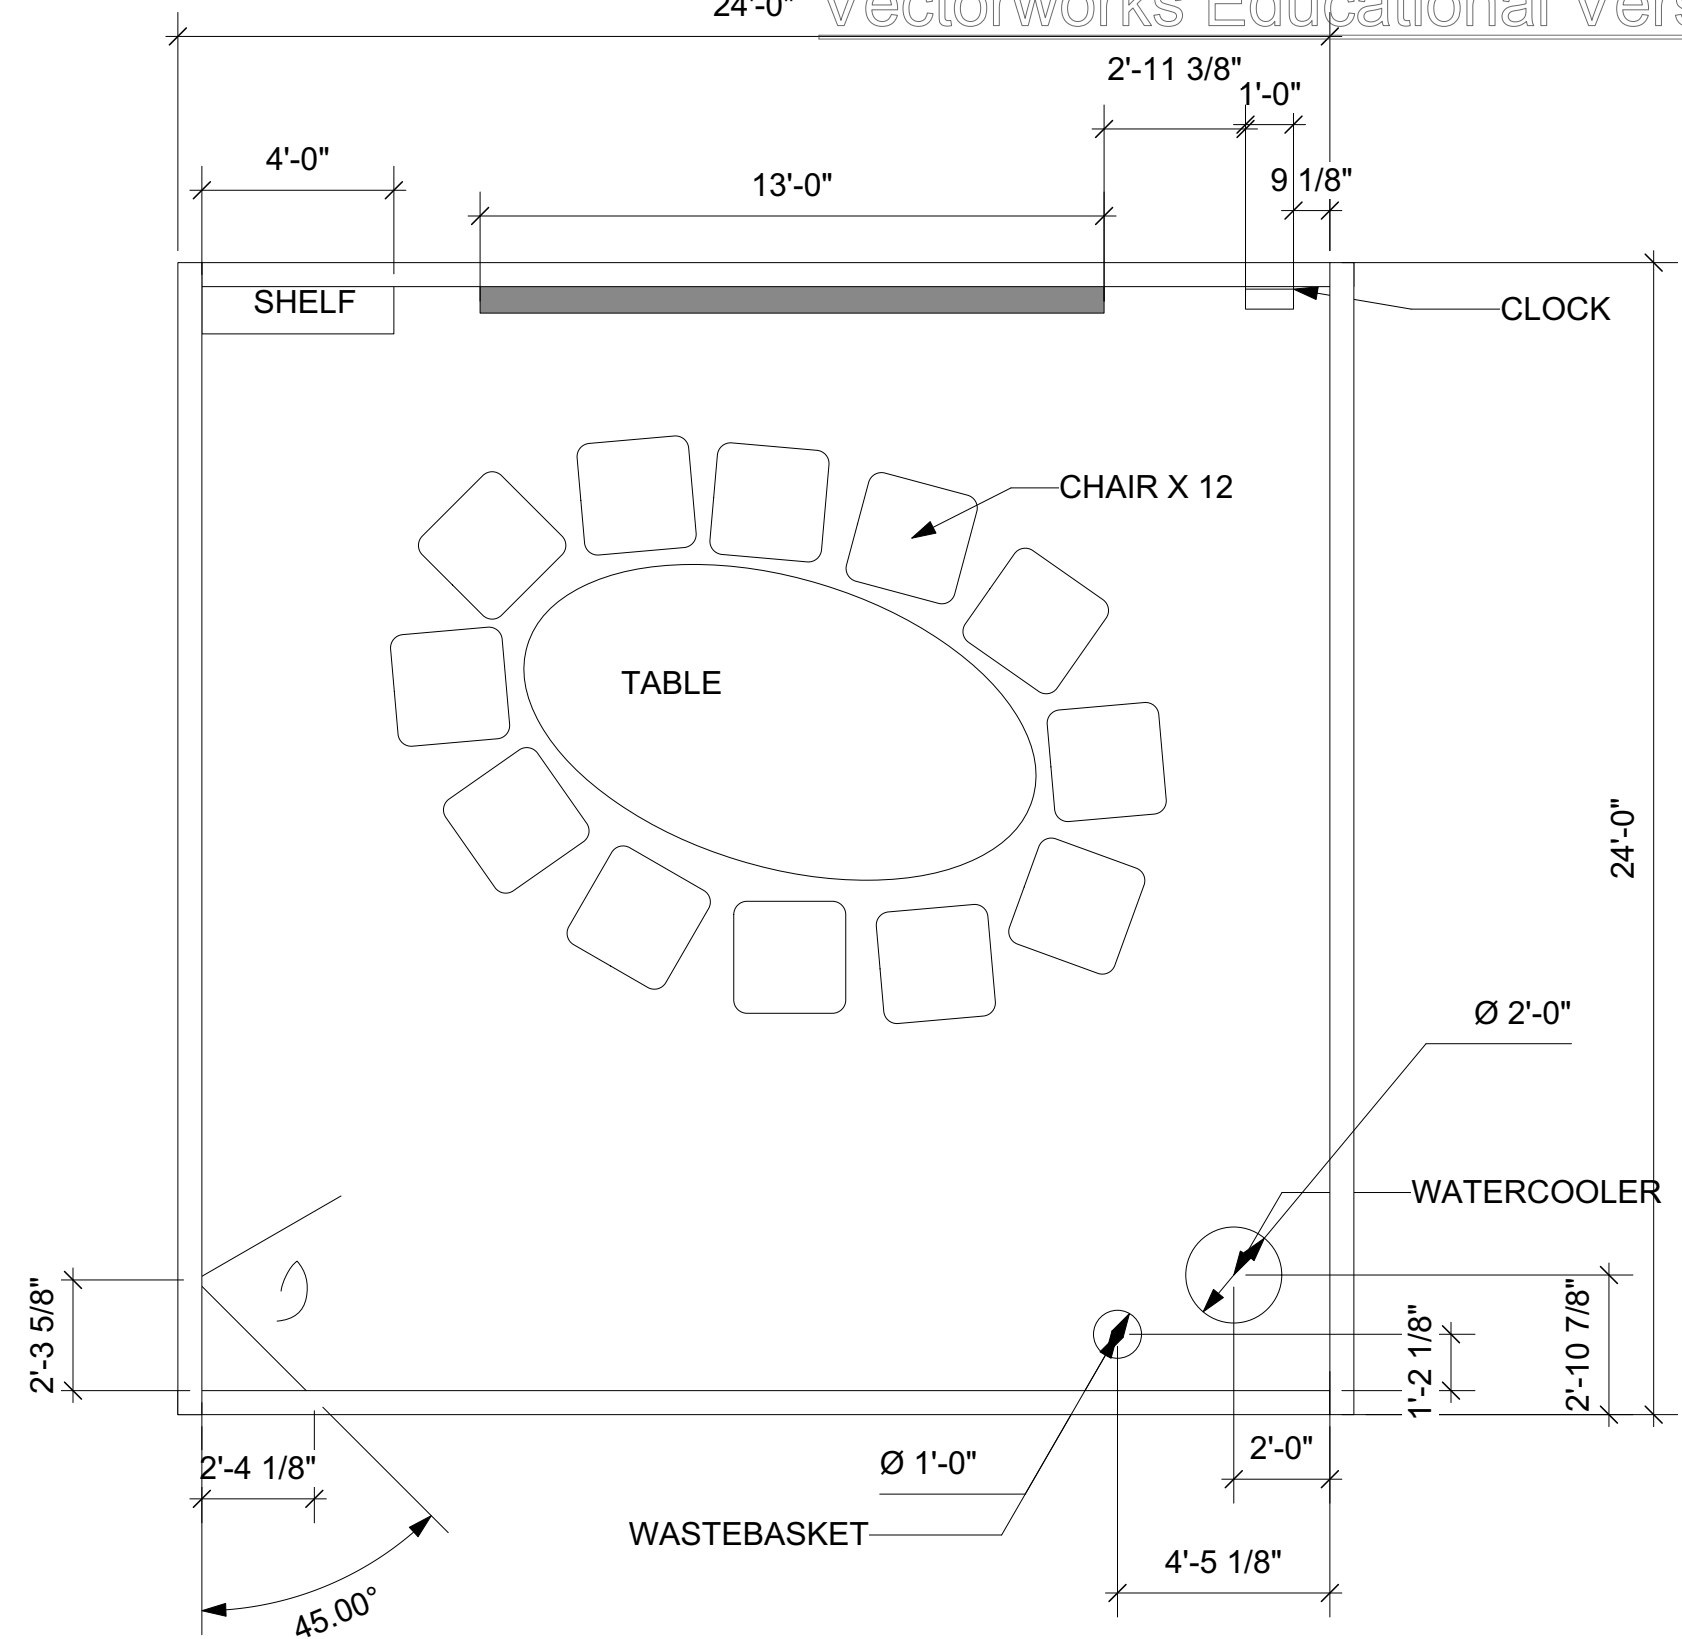 24'-0" Vectorworks Educational Vers
2'-11 3/8"
1'-0"
4'-0"
13'-0"
9 1/8"
SHELF
CLOCK
CHAIR X 12
TABLE
24'-0"
Ø 2'-0"
WATERCOOLER
2'-3 5/8"
1'-2 1/8"
2'-10 7/8"
2'-4 1/8"
Ø 1'-0"
2'-0"
WASTEBASKET
4'-5 1/8"
45.00°